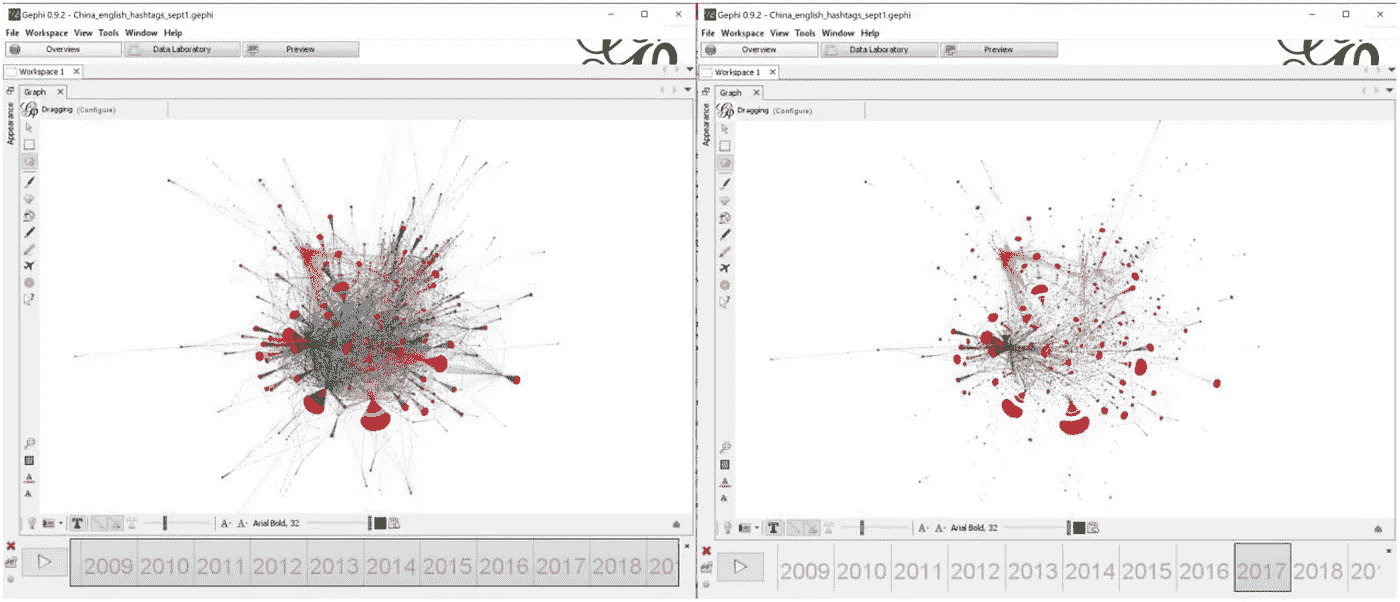 Gephi 0.9.2 - China_english_hashtags_sept1.gephi
File Workspace View Tools Window Help
Overview Data Laboratory Preview
Workspace 1
Graph
Appearance
Dragging (Configure)
A- A- Arial Bold, 32
2009 2010 2011 2012 2013 2014 2015 2016 2017 2018 20
Gephi 0.9.2 - China_english_hashtags_sept1.gephi
File Workspace View Tools Window Help
Overview Data Laboratory Preview
Workspace 1
Graph
Appearance
Dragging (Configure)
A- A- Arial Bold, 32
2009 2010 2011 2012 2013 2014 2015 2016 2017 2018 20